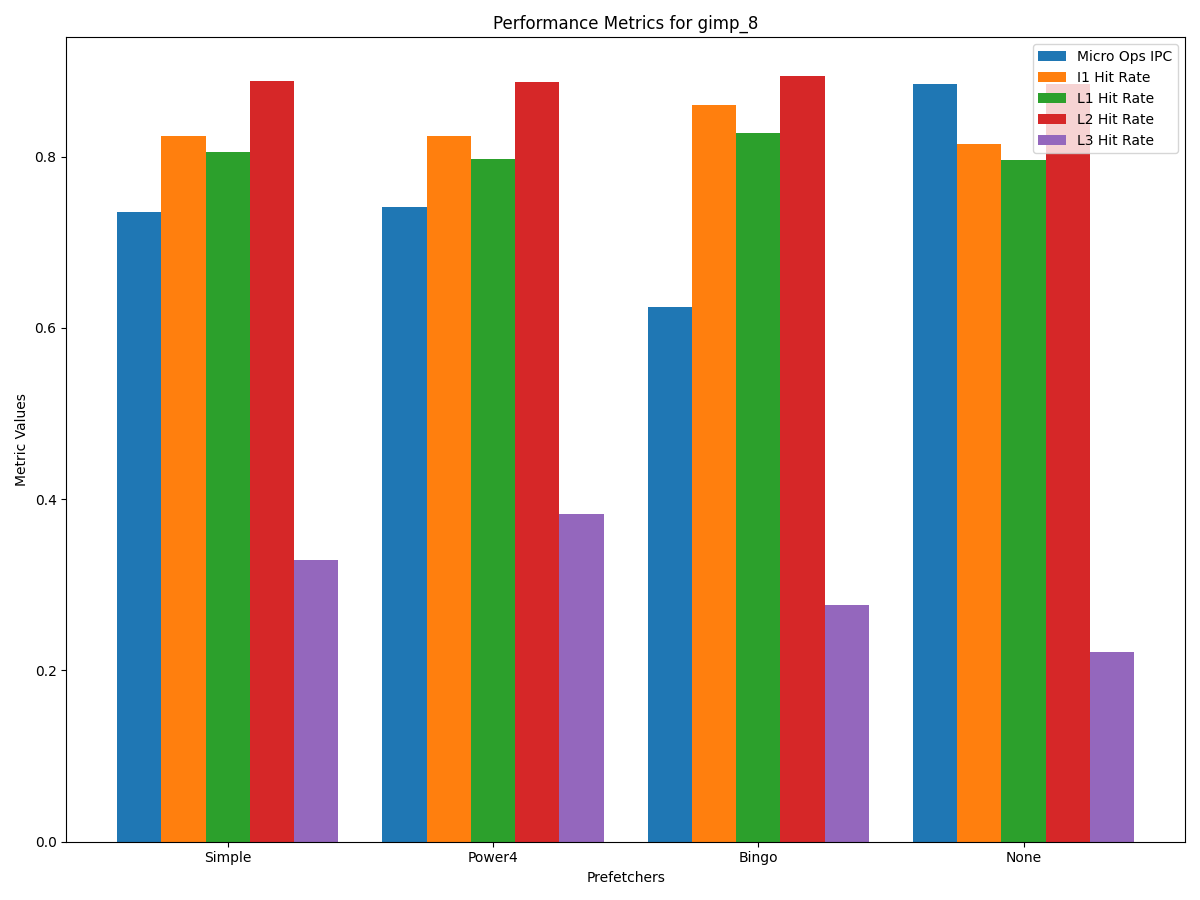 Performance Metrics for gimp_8
Micro Ops IPC
I1 Hit Rate
L1 Hit Rate
L2 Hit Rate
L3 Hit Rate
Metric Values
0.8
0.6
0.4
0.2
0.0
Simple
Power4
Bingo
None
Prefetchers